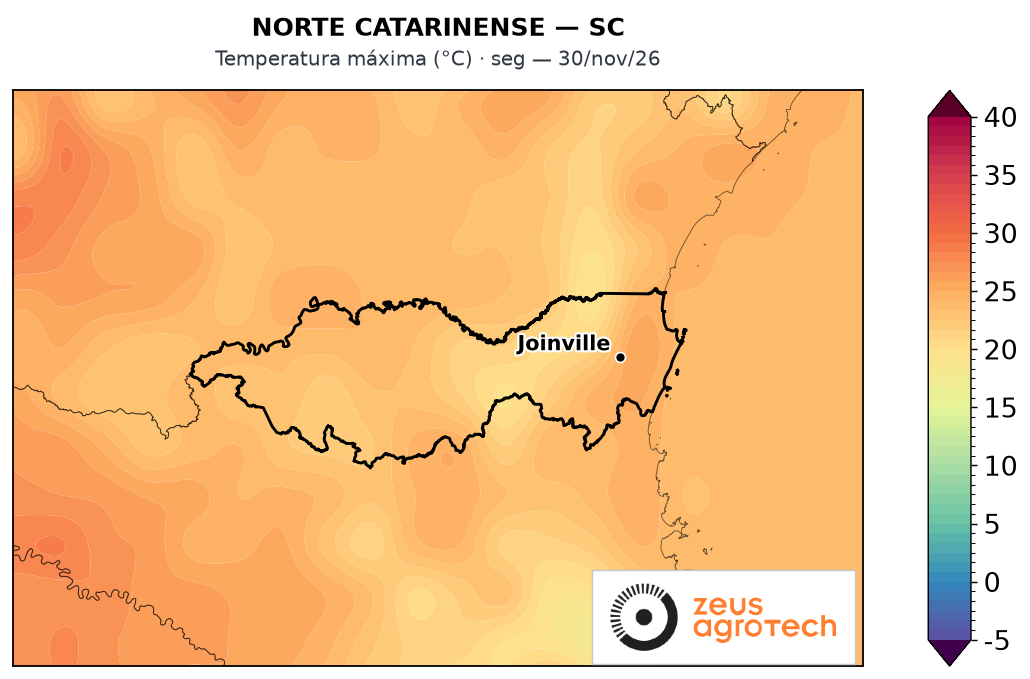 NORTE CATARINENSE — SC
Temperatura máxima (°C) · seg — 30/nov/26
40
35
30
25
20
15
10
5
0
-5
Joinville
zeus
agrotech